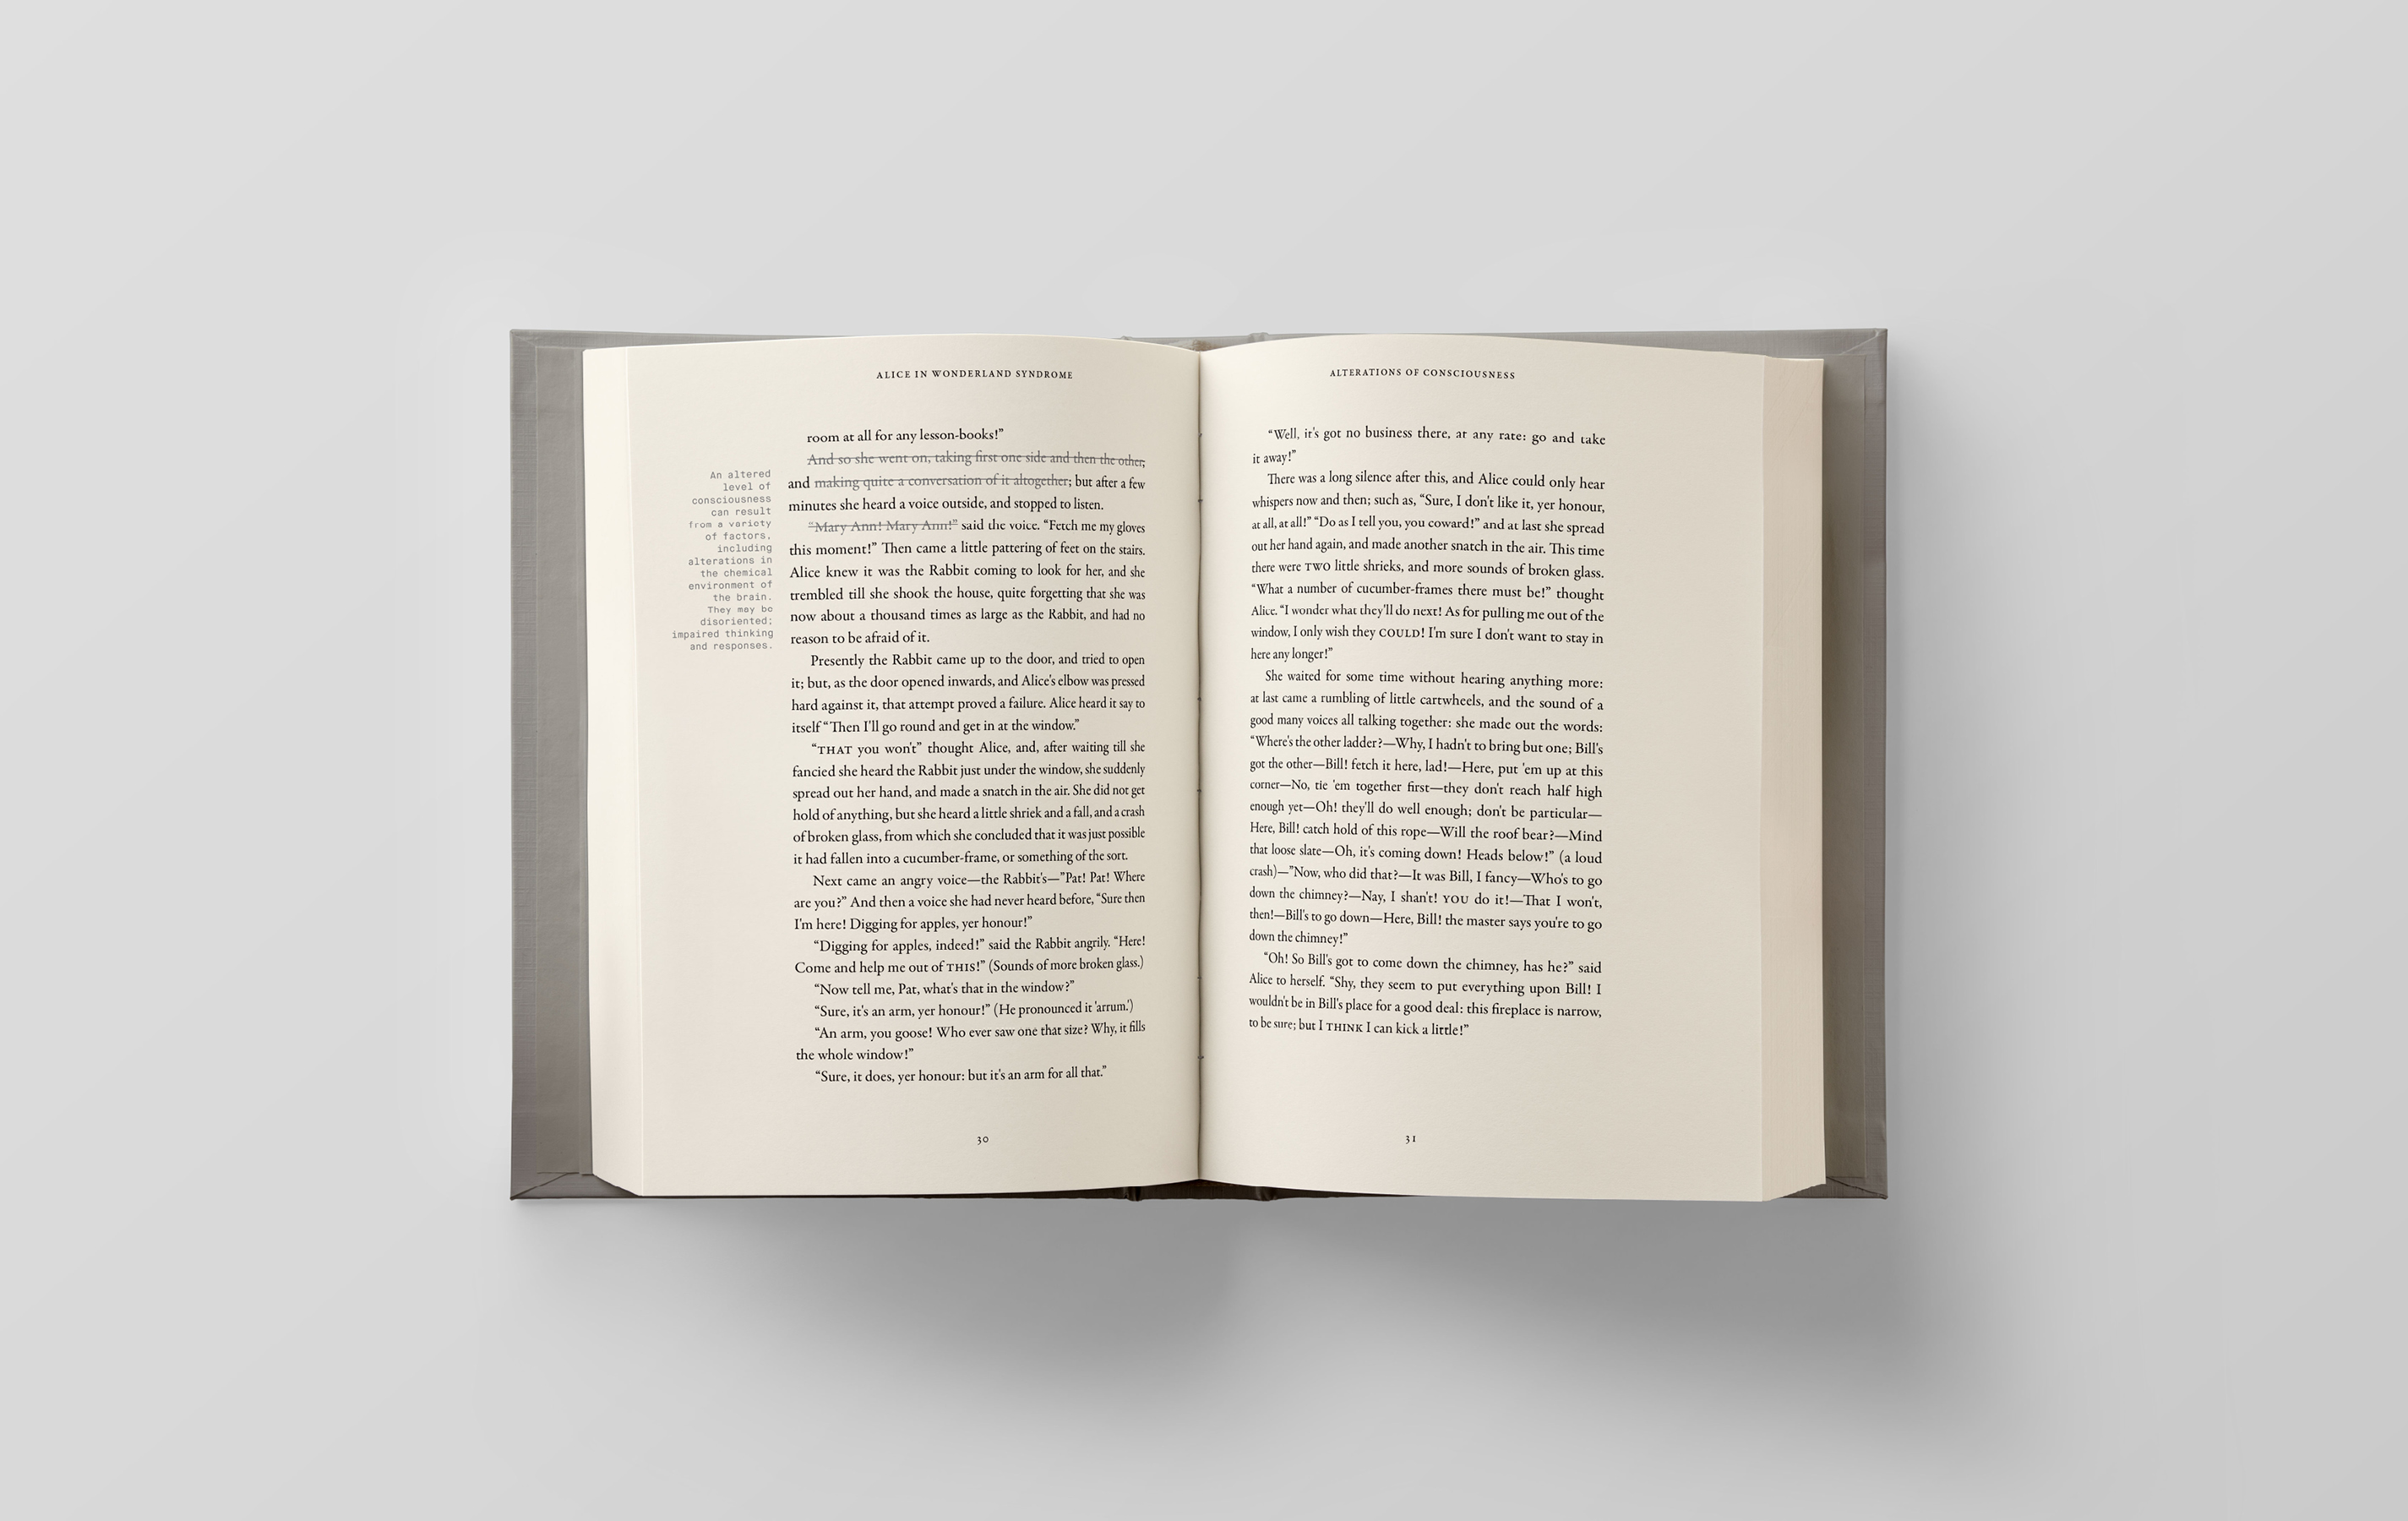 ALICE IN WONDERLAND SYNDROME
An altered
level of
consciousness
can result
from a variety
of factors,
including
alterations in
the chemical
environment of
the brain.
They may be
disoriented;
impaired thinking
and responses.
room at all for any lesson-books!”
And so she went on, taking first one side and then the other,
and making quite a conversation of it altogether; but after a few
minutes she heard a voice outside, and stopped to listen.
“Mary Ann! Mary Ann!” said the voice. “Fetch me my gloves
this moment!” Then came a little pattering of feet on the stairs.
Alice knew it was the Rabbit coming to look for her, and she
trembled till she shook the house, quite forgetting that she was
now about a thousand times as large as the Rabbit, and had no
reason to be afraid of it.
Presently the Rabbit came up to the door, and tried to open
it; but, as the door opened inwards, and Alice's elbow was pressed
hard against it, that attempt proved a failure. Alice heard it say to
itself “Then I'll go round and get in at the window.”
“THAT you won't” thought Alice, and, after waiting till she
fancied she heard the Rabbit just under the window, she suddenly
spread out her hand, and made a snatch in the air. She did not get
hold of anything, but she heard a little shriek and a fall, and a crash
of broken glass, from which she concluded that it was just possible
it had fallen into a cucumber-frame, or something of the sort.
Next came an angry voice—the Rabbit's—”Pat! Pat! Where
are you?” And then a voice she had never heard before, “Sure then
I'm here! Digging for apples, yer honour!”
“Digging for apples, indeed!” said the Rabbit angrily. “Here!
Come and help me out of THIS!” (Sounds of more broken glass.)
“Now tell me, Pat, what's that in the window?”
“Sure, it's an arm, yer honour!” (He pronounced it 'arrum.')
“An arm, you goose! Who ever saw one that size? Why, it fills
the whole window!”
“Sure, it does, yer honour: but it's an arm for all that.”
30
ALTERATIONS OF CONSCIOUSNESS
“Well, it's got no business there, at any rate: go and take
it away!”
There was a long silence after this, and Alice could only hear
whispers now and then; such as, “Sure, I don't like it, yer honour,
at all, at all!” “Do as I tell you, you coward!” and at last she spread
out her hand again, and made another snatch in the air. This time
there were TWO little shrieks, and more sounds of broken glass.
“What a number of cucumber-frames there must be!” thought
Alice. “I wonder what they'll do next! As for pulling me out of the
window, I only wish they COULD! I'm sure I don't want to stay in
here any longer!”
She waited for some time without hearing anything more:
at last came a rumbling of little cartwheels, and the sound of a
good many voices all talking together: she made out the words:
“Where's the other ladder?—Why, I hadn't to bring but one; Bill's
got the other—Bill! fetch it here, lad!—Here, put 'em up at this
corner—No, tie 'em together first—they don't reach half high
enough yet—Oh! they'll do well enough; don't be particular—
Here, Bill! catch hold of this rope—Will the roof bear?—Mind
that loose slate—Oh, it's coming down! Heads below!” (a loud
crash)—”Now, who did that?—It was Bill, I fancy—Who's to go
down the chimney?—Nay, I shan't! YOU do it!—That I won't,
then!—Bill's to go down—Here, Bill! the master says you're to go
down the chimney!”
“Oh! So Bill's got to come down the chimney, has he?” said
Alice to herself. “Shy, they seem to put everything upon Bill! I
wouldn't be in Bill's place for a good deal: this fireplace is narrow,
to be sure; but I THINK I can kick a little!”
31